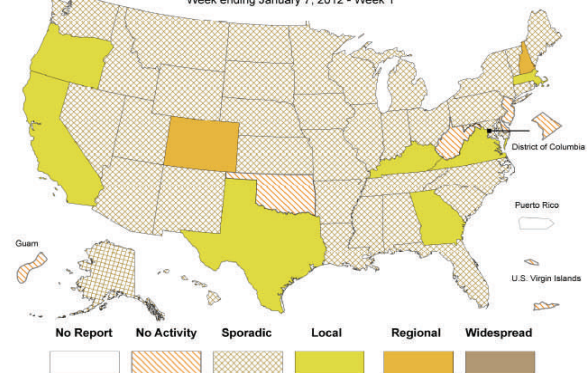 Week ending January 7, 2012 - Week 1
District of Columbia
Puerto Rico
Guam
U.S. Virgin Islands
No Report No Activity Sporadic Local Regional Widespread